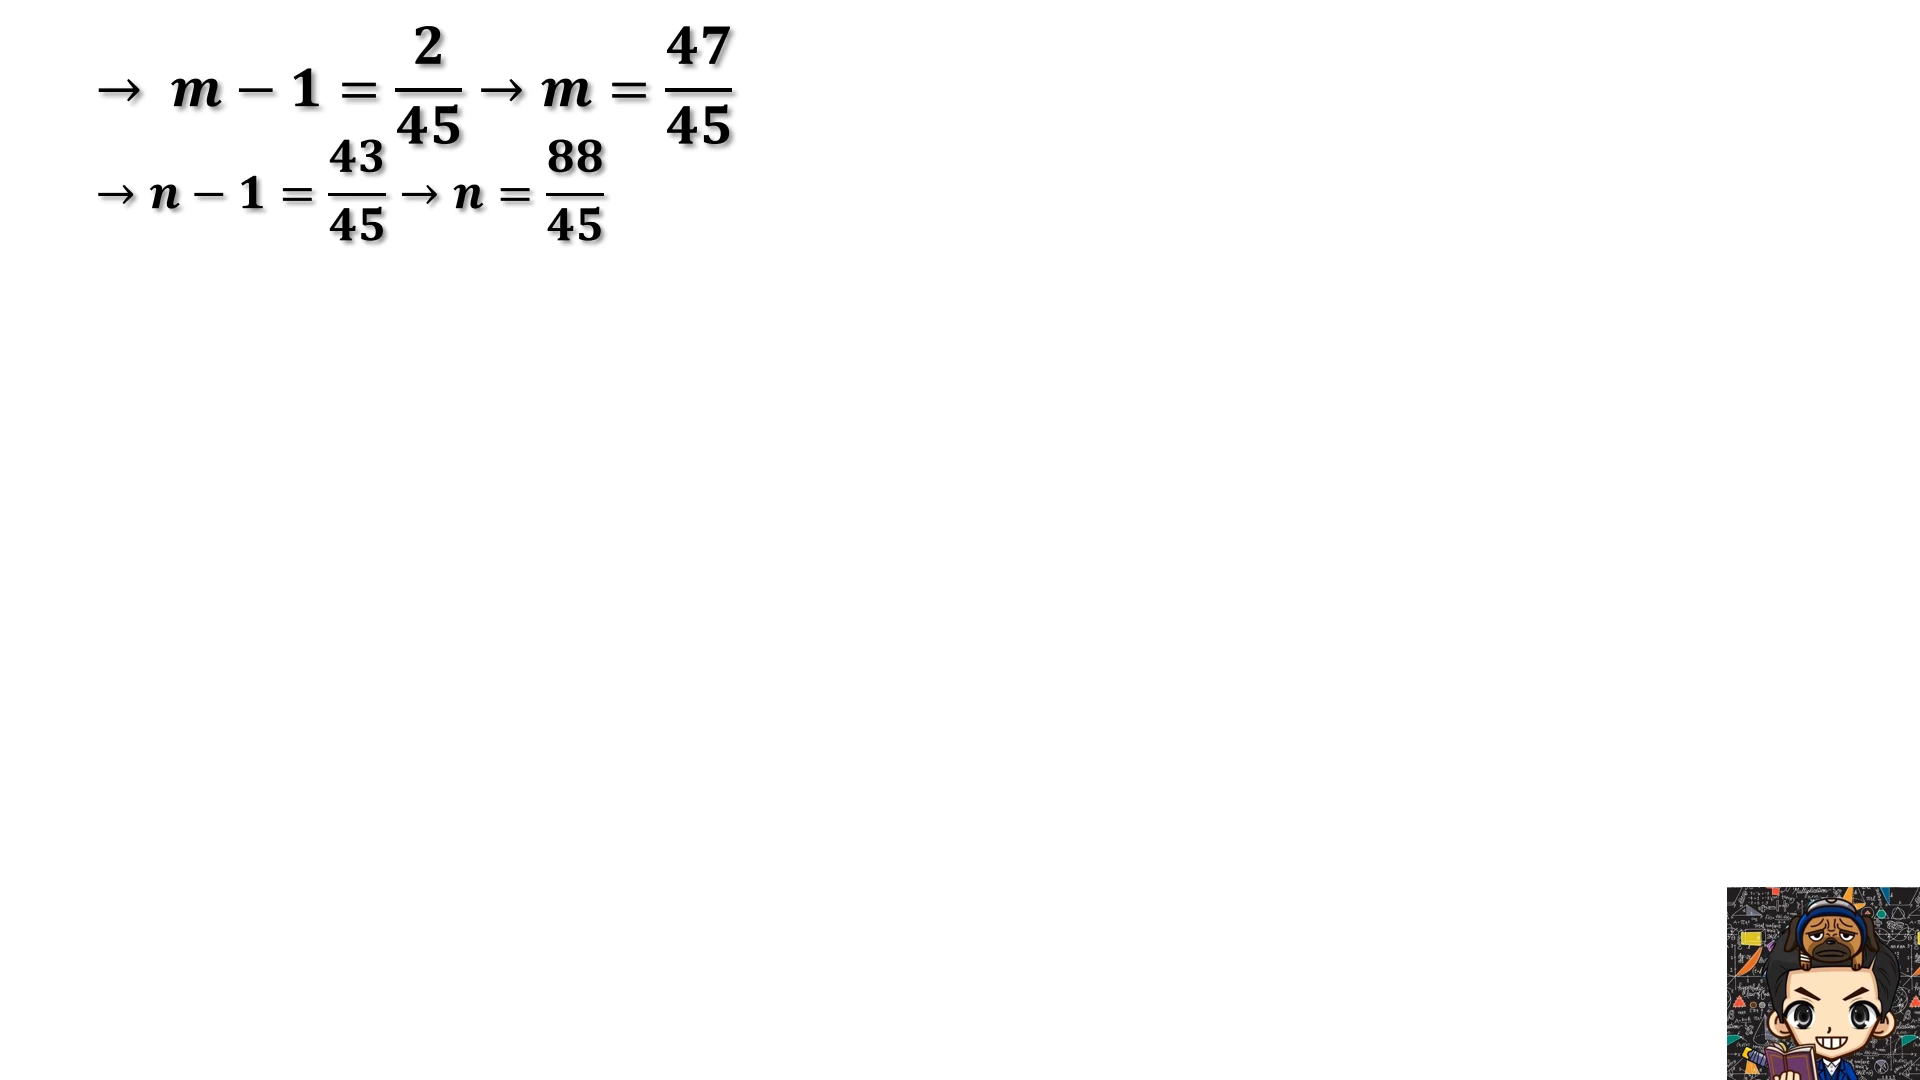 → m − 1 = 2/45 → m = 47/45
→ n − 1 = 43/45 → n = 88/45